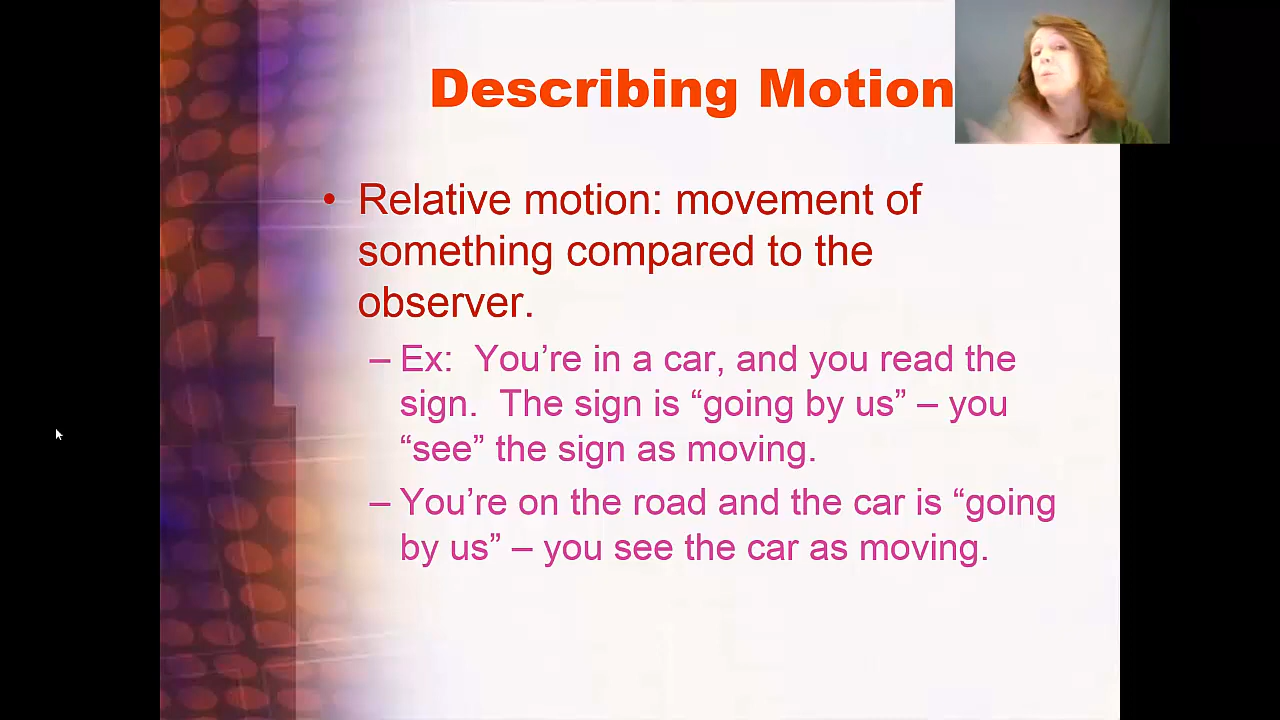 Describing Motion
• Relative motion: movement of
something compared to the
observer.
– Ex:  You’re in a car, and you read the
sign.  The sign is “going by us” – you
“see” the sign as moving.
– You’re on the road and the car is “going
by us” – you see the car as moving.